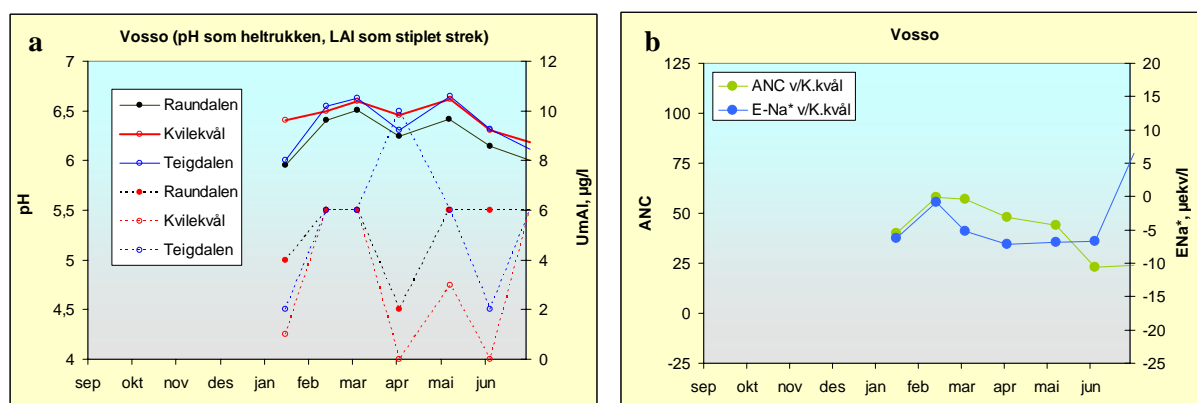 a
Vosso (pH som heltrukken, LAl som stiplet strek)
pH
7
6,5
6
5,5
5
4,5
4
Raundalen
Kvilekvål
Teigdalen
Raundalen
Kvilekvål
Teigdalen
12
10
8
6
4
2
0
UmAl, µg/l
sep okt nov des jan feb mar apr mai jun
b
Vosso
ANC
125
100
75
50
25
0
-25
ANC v/K.kvål
E-Na* v/K.kvål
20
15
10
5
0
-5
-10
-15
-20
-25
ENa*, µekv/l
sep okt nov des jan feb mar apr mai jun